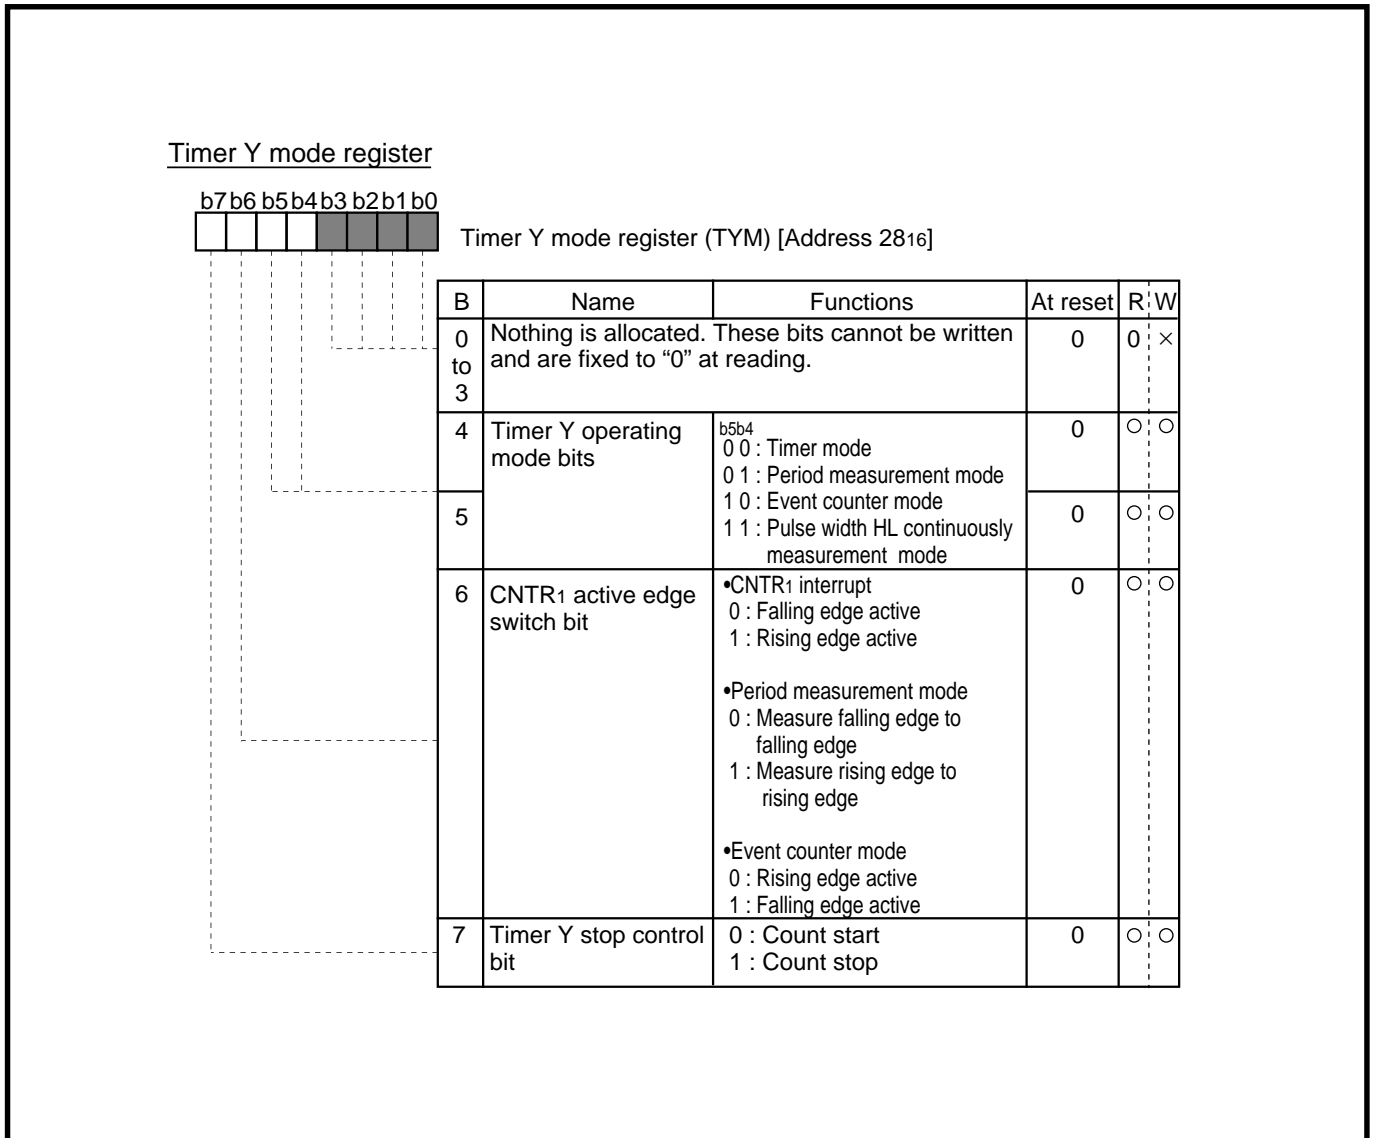 Timer Y mode register
b7 b6 b5 b4 b3 b2 b1 b0
Timer Y mode register (TYM) [Address 2816]
B Name Functions At reset R W
0 to 3 Nothing is allocated. These bits cannot be written 0 0 ×
and are fixed to “0” at reading.
4 Timer Y operating b5b4 0 ○ ○
mode bits 0 0 : Timer mode
0 1 : Period measurement mode
1 0 : Event counter mode
5 1 1 : Pulse width HL continuously 0 ○ ○
measurement mode
6 CNTR1 active edge •CNTR1 interrupt 0 ○ ○
switch bit 0 : Falling edge active
1 : Rising edge active
•Period measurement mode
0 : Measure falling edge to
falling edge
1 : Measure rising edge to
rising edge
•Event counter mode
0 : Rising edge active
1 : Falling edge active
7 Timer Y stop control 0 : Count start 0 ○ ○
bit 1 : Count stop